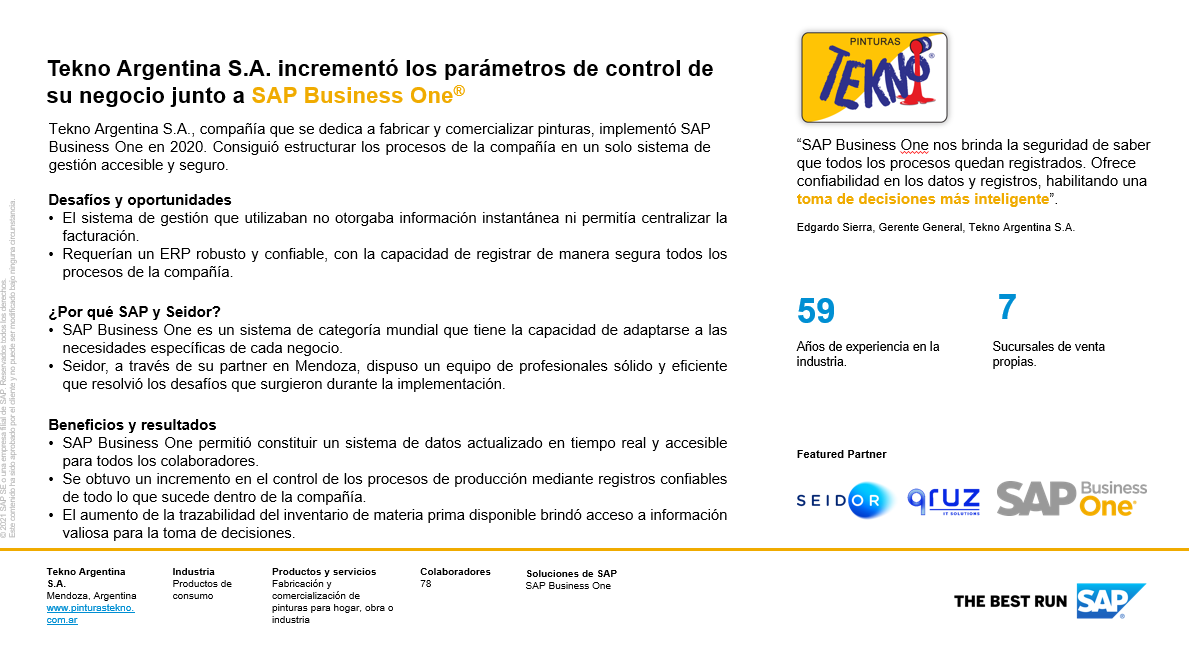 Tekno Argentina S.A. incrementó los parámetros de control de
su negocio junto a SAP Business One®
Tekno Argentina S.A., compañía que se dedica a fabricar y comercializar pinturas, implementó SAP
Business One en 2020. Consiguió estructurar los procesos de la compañía en un solo sistema de
gestión accesible y seguro.
Desafíos y oportunidades
• El sistema de gestión que utilizaban no otorgaba información instantánea ni permitía centralizar la
facturación.
• Requerían un ERP robusto y confiable, con la capacidad de registrar de manera segura todos los
procesos de la compañía.
¿Por qué SAP y Seidor?
• SAP Business One es un sistema de categoría mundial que tiene la capacidad de adaptarse a las
necesidades específicas de cada negocio.
• Seidor, a través de su partner en Mendoza, dispuso un equipo de profesionales sólido y eficiente
que resolvió los desafíos que surgieron durante la implementación.
Beneficios y resultados
• SAP Business One permitió constituir un sistema de datos actualizado en tiempo real y accesible
para todos los colaboradores.
• Se obtuvo un incremento en el control de los procesos de producción mediante registros confiables
de todo lo que sucede dentro de la compañía.
• El aumento de la trazabilidad del inventario de materia prima disponible brindó acceso a información
valiosa para la toma de decisiones.
PINTURAS
TEKNO®
“SAP Business One nos brinda la seguridad de saber
que todos los procesos quedan registrados. Ofrece
confiabilidad en los datos y registros, habilitando una
toma de decisiones más inteligente”.
Edgardo Sierra, Gerente General, Tekno Argentina S.A.
59
Años de experiencia en la
industria.
7
Sucursales de venta
propias.
Featured Partner
SEIDOR
qruz
IT SOLUTIONS
SAP Business
One
© 2021 SAP SE o una empresa filial de SAP. Reservados todos los derechos.
Este contenido ha sido aprobado por el cliente y no puede ser modificado bajo ninguna circunstancia.
Tekno Argentina
S.A.
Mendoza, Argentina
www.pinturastekno.
com.ar
Industria
Productos de
consumo
Productos y servicios
Fabricación y
comercialización de
pinturas para hogar, obra o
industria
Colaboradores
78
Soluciones de SAP
SAP Business One
THE BEST RUN SAP®